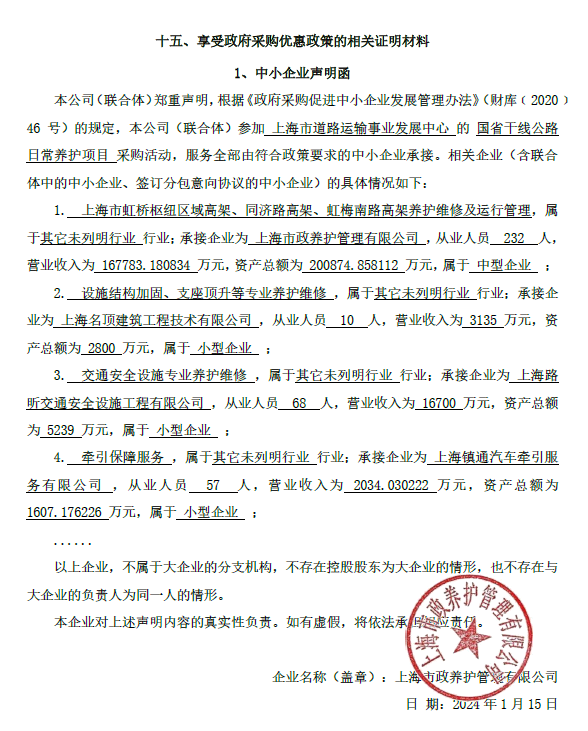 十五、享受政府采购优惠政策的相关证明材料
1、中小企业声明函
本公司（联合体）郑重声明，根据《政府采购促进中小企业发展管理办法》（财库﹝2020﹞
46 号）的规定，本公司（联合体）参加 上海市道路运输事业发展中心 的 国省干线公路
日常养护项目 采购活动，服务全部由符合政策要求的中小企业承接。相关企业（含联合
体中的中小企业、签订分包意向协议的中小企业）的具体情况如下：
1. 上海市虹桥枢纽区域高架、同济路高架、虹梅南路高架养护维修及运行管理，属
于其它未列明行业 行业；承接企业为 上海市政养护管理有限公司 ，从业人员 232 人，
营业收入为 167783.180834 万元，资产总额为 200874.858112 万元，属于 中型企业 ；
2. 设施结构加固、支座顶升等专业养护维修 ，属于其它未列明行业 行业；承接企
业为 上海名顶建筑工程技术有限公司 ，从业人员 10 人，营业收入为 3135 万元，资
产总额为 2800 万元，属于 小型企业 ；
3. 交通安全设施专业养护维修 ，属于其它未列明行业 行业；承接企业为 上海路
昕交通安全设施工程有限公司 ，从业人员 68 人，营业收入为 16700 万元，资产总额
为 5239 万元，属于 小型企业 ；
4. 牵引保障服务 ，属于其它未列明行业 行业；承接企业为 上海镇通汽车牵引服
务有限公司 ，从业人员 57 人，营业收入为 2034.030222 万元，资产总额为
1607.176226 万元，属于 小型企业 ；
......
以上企业，不属于大企业的分支机构，不存在控股股东为大企业的情形，也不存在与
大企业的负责人为同一人的情形。
本企业对上述声明内容的真实性负责。如有虚假，将依法承担相应责任。
企业名称（盖章）：上海市政养护管理有限公司
日 期：2024 年 1 月 15 日
上海市政养护管理有限公司